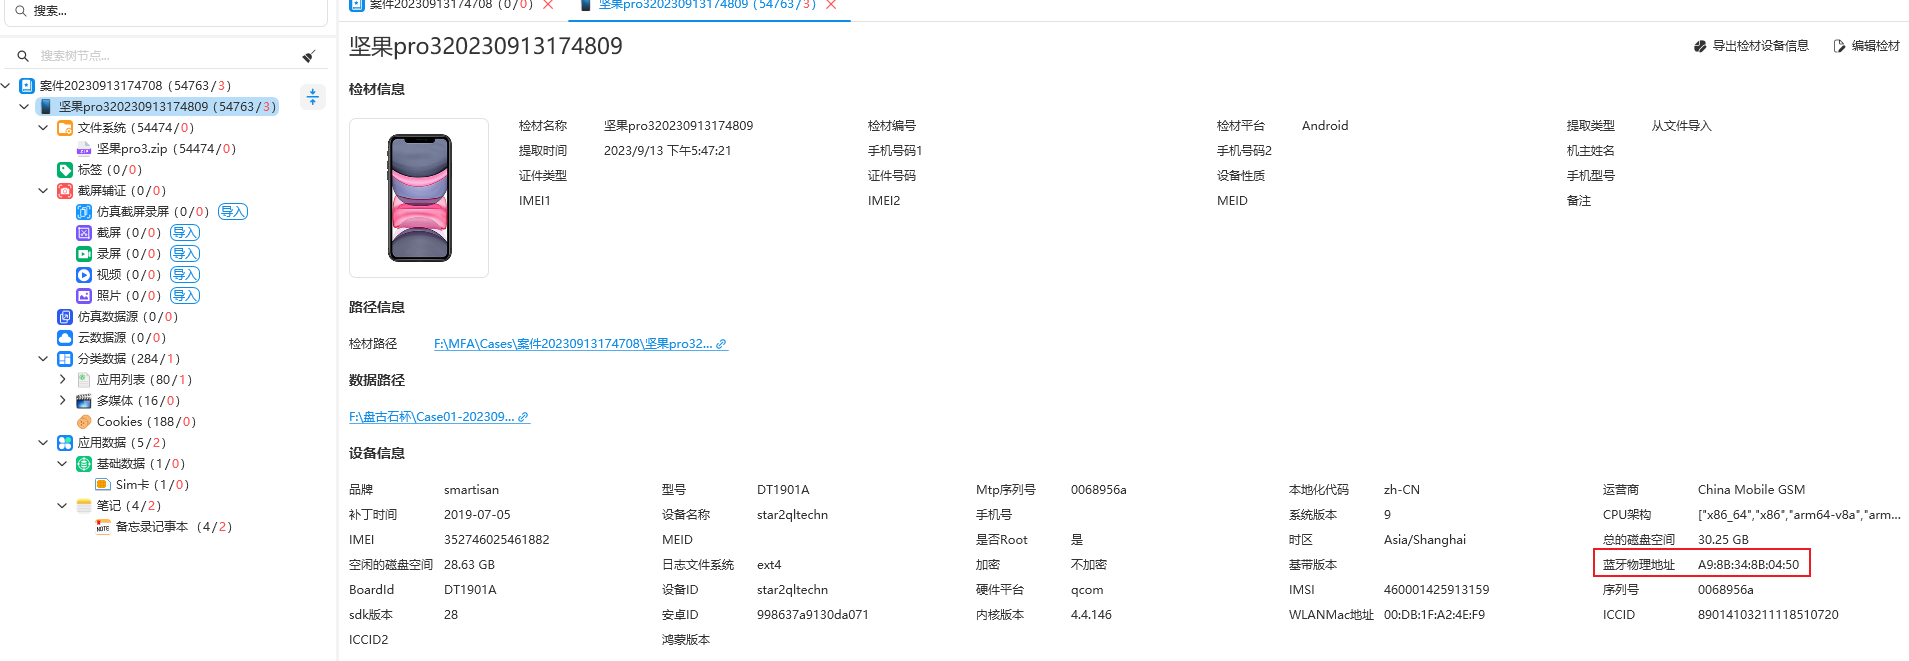 搜索...
搜索树节点...
案件20230913174708 (54763/3)
坚果pro320230913174809 (54763/3)
文件系统 (54474/0)
坚果pro3.zip (54474/0)
标签 (0/0)
截屏辅证 (0/0)
仿真截屏录屏 (0/0) 导入
截屏 (0/0) 导入
录屏 (0/0) 导入
视频 (0/0) 导入
照片 (0/0) 导入
仿真数据源 (0/0)
云数据源 (0/0)
分类数据 (284/1)
应用列表 (80/1)
多媒体 (16/0)
Cookies (188/0)
应用数据 (5/2)
基础数据 (1/0)
Sim卡 (1/0)
笔记 (4/2)
备忘录记事本 (4/2)
案件20230913174708 (0/0) 坚果pro320230913174809 (54763/3)
坚果pro320230913174809 导出检材设备信息 编辑检材
检材信息
检材名称 坚果pro320230913174809 检材编号 检材平台 Android 提取类型 从文件导入
提取时间 2023/9/13 下午5:47:21 手机号码1 手机号码2 机主姓名
证件类型 证件号码 设备性质 手机型号
IMEI1 IMEI2 MEID 备注
路径信息
检材路径 F:\MFA\Cases\案件20230913174708\坚果pro32...
数据路径
F:\盘古石杯\Case01-202309...
设备信息
品牌 smartisan 型号 DT1901A Mtp序列号 0068956a 本地化代码 zh-CN 运营商 China Mobile GSM
补丁时间 2019-07-05 设备名称 star2qltechn 手机号 系统版本 9 CPU架构 ["x86_64","x86","arm64-v8a","arm...
IMEI 352746025461882 MEID 是否Root 是 时区 Asia/Shanghai 总的磁盘空间 30.25 GB
空闲的磁盘空间 28.63 GB 日志文件系统 ext4 加密 不加密 基带版本 蓝牙物理地址 A9:8B:34:8B:04:50
BoardId DT1901A 设备ID star2qltechn 硬件平台 qcom IMSI 460001425913159 序列号 0068956a
sdk版本 28 安卓ID 998637a9130da071 内核版本 4.4.146 WLANMac地址 00:DB:1F:A2:4E:F9 ICCID 89014103211118510720
ICCID2 鸿蒙版本